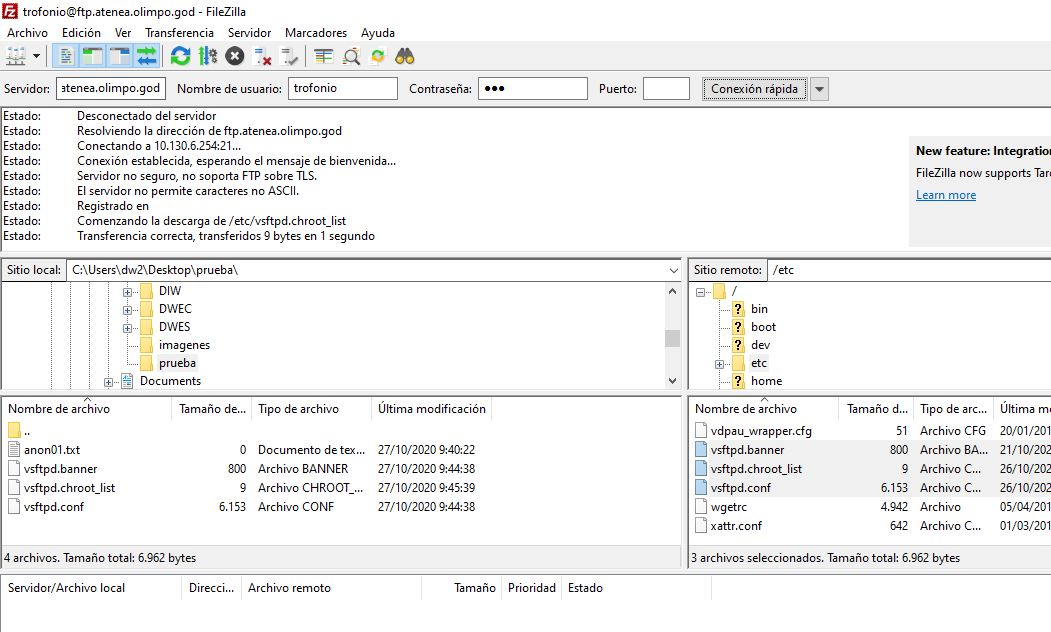 trofonio@ftp.atenea.olimpo.god - FileZilla
Archivo Edición Ver Transferencia Servidor Marcadores Ayuda
Servidor: atenea.olimpo.god Nombre de usuario: trofonio Contraseña: ●●● Puerto: Conexión rápida
Estado: Desconectado del servidor
Estado: Resolviendo la dirección de ftp.atenea.olimpo.god
Estado: Conectando a 10.130.6.254:21...
Estado: Conexión establecida, esperando el mensaje de bienvenida...
Estado: Servidor no seguro, no soporta FTP sobre TLS.
Estado: El servidor no permite caracteres no ASCII.
Estado: Registrado en
Estado: Comenzando la descarga de /etc/vsftpd.chroot_list
Estado: Transferencia correcta, transferidos 9 bytes en 1 segundo
New feature: Integration
FileZilla now supports Tar
Learn more
Sitio local: C:\Users\dw2\Desktop\prueba\
DIW
DWEC
DWES
imagenes
prueba
Documents
Sitio remoto: /etc
/
bin
boot
dev
etc
home
Nombre de archivo Tamaño de... Tipo de archivo Última modificación
..
anon01.txt 0 Documento de tex... 27/10/2020 9:40:22
vsftpd.banner 800 Archivo BANNER 27/10/2020 9:44:38
vsftpd.chroot_list 9 Archivo CHROOT_... 27/10/2020 9:45:39
vsftpd.conf 6.153 Archivo CONF 27/10/2020 9:44:38
4 archivos. Tamaño total: 6.962 bytes
Nombre de archivo Tamaño d... Tipo de arc... Última m
vdpau_wrapper.cfg 51 Archivo CFG 20/01/201
vsftpd.banner 800 Archivo BA... 21/10/202
vsftpd.chroot_list 9 Archivo C... 26/10/202
vsftpd.conf 6.153 Archivo C... 26/10/202
wgetrc 4.942 Archivo 05/04/201
xattr.conf 642 Archivo C... 01/03/201
3 archivos seleccionados. Tamaño total: 6.962 bytes
Servidor/Archivo local Direcci... Archivo remoto Tamaño Prioridad Estado